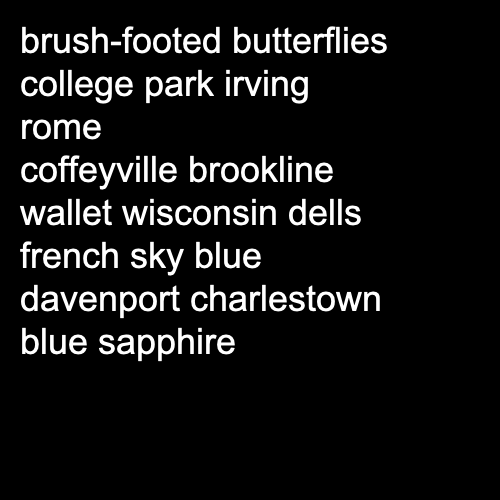 brush-footed butterflies
college park irving
rome
coffeyville brookline
wallet wisconsin dells
french sky blue
davenport charlestown
blue sapphire